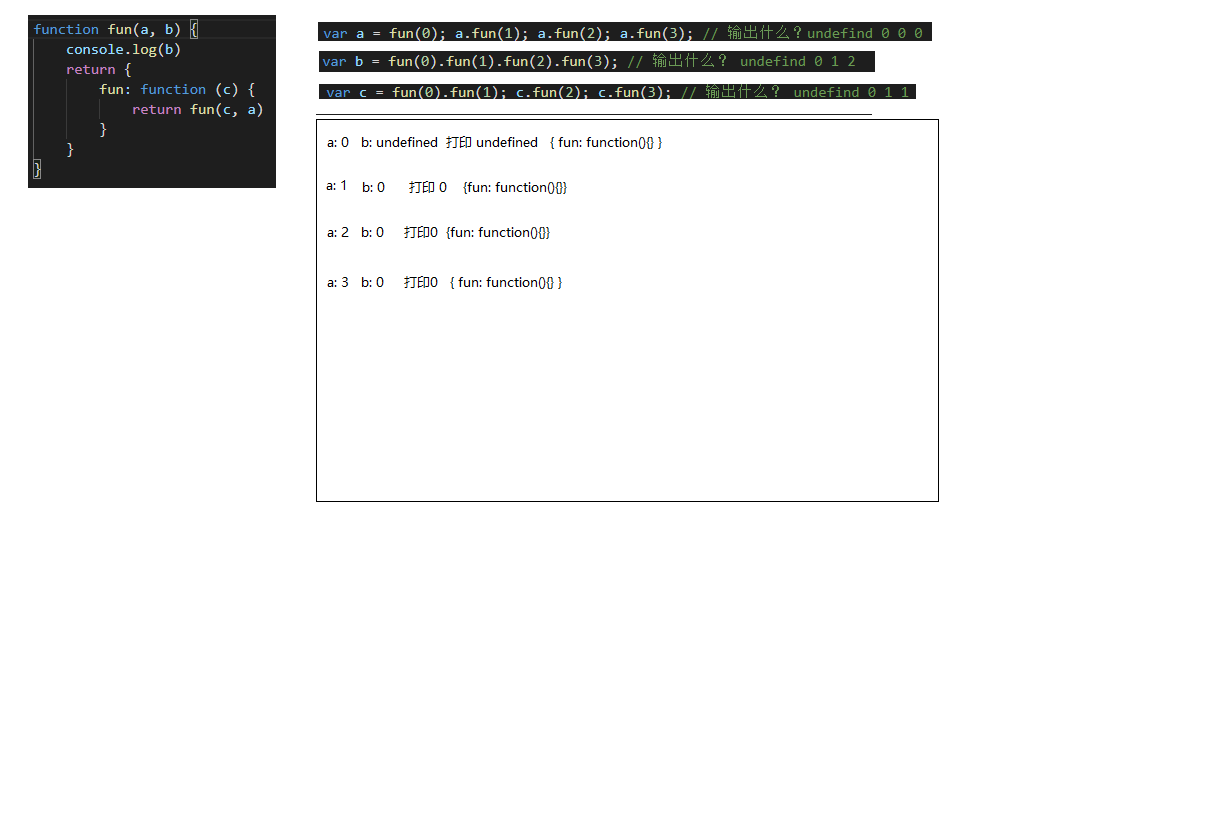 function fun(a, b) {
console.log(b)
return {
fun: function (c) {
return fun(c, a)
}
}
}
var a = fun(0); a.fun(1); a.fun(2); a.fun(3); // 输出什么？undefind 0 0 0
var b = fun(0).fun(1).fun(2).fun(3); // 输出什么？ undefind 0 1 2
var c = fun(0).fun(1); c.fun(2); c.fun(3); // 输出什么？ undefind 0 1 1
a: 0 b: undefined 打印 undefined { fun: function(){} }
a: 1 b: 0 打印 0 {fun: function(){}}
a: 2 b: 0 打印0 {fun: function(){}}
a: 3 b: 0 打印0 { fun: function(){} }